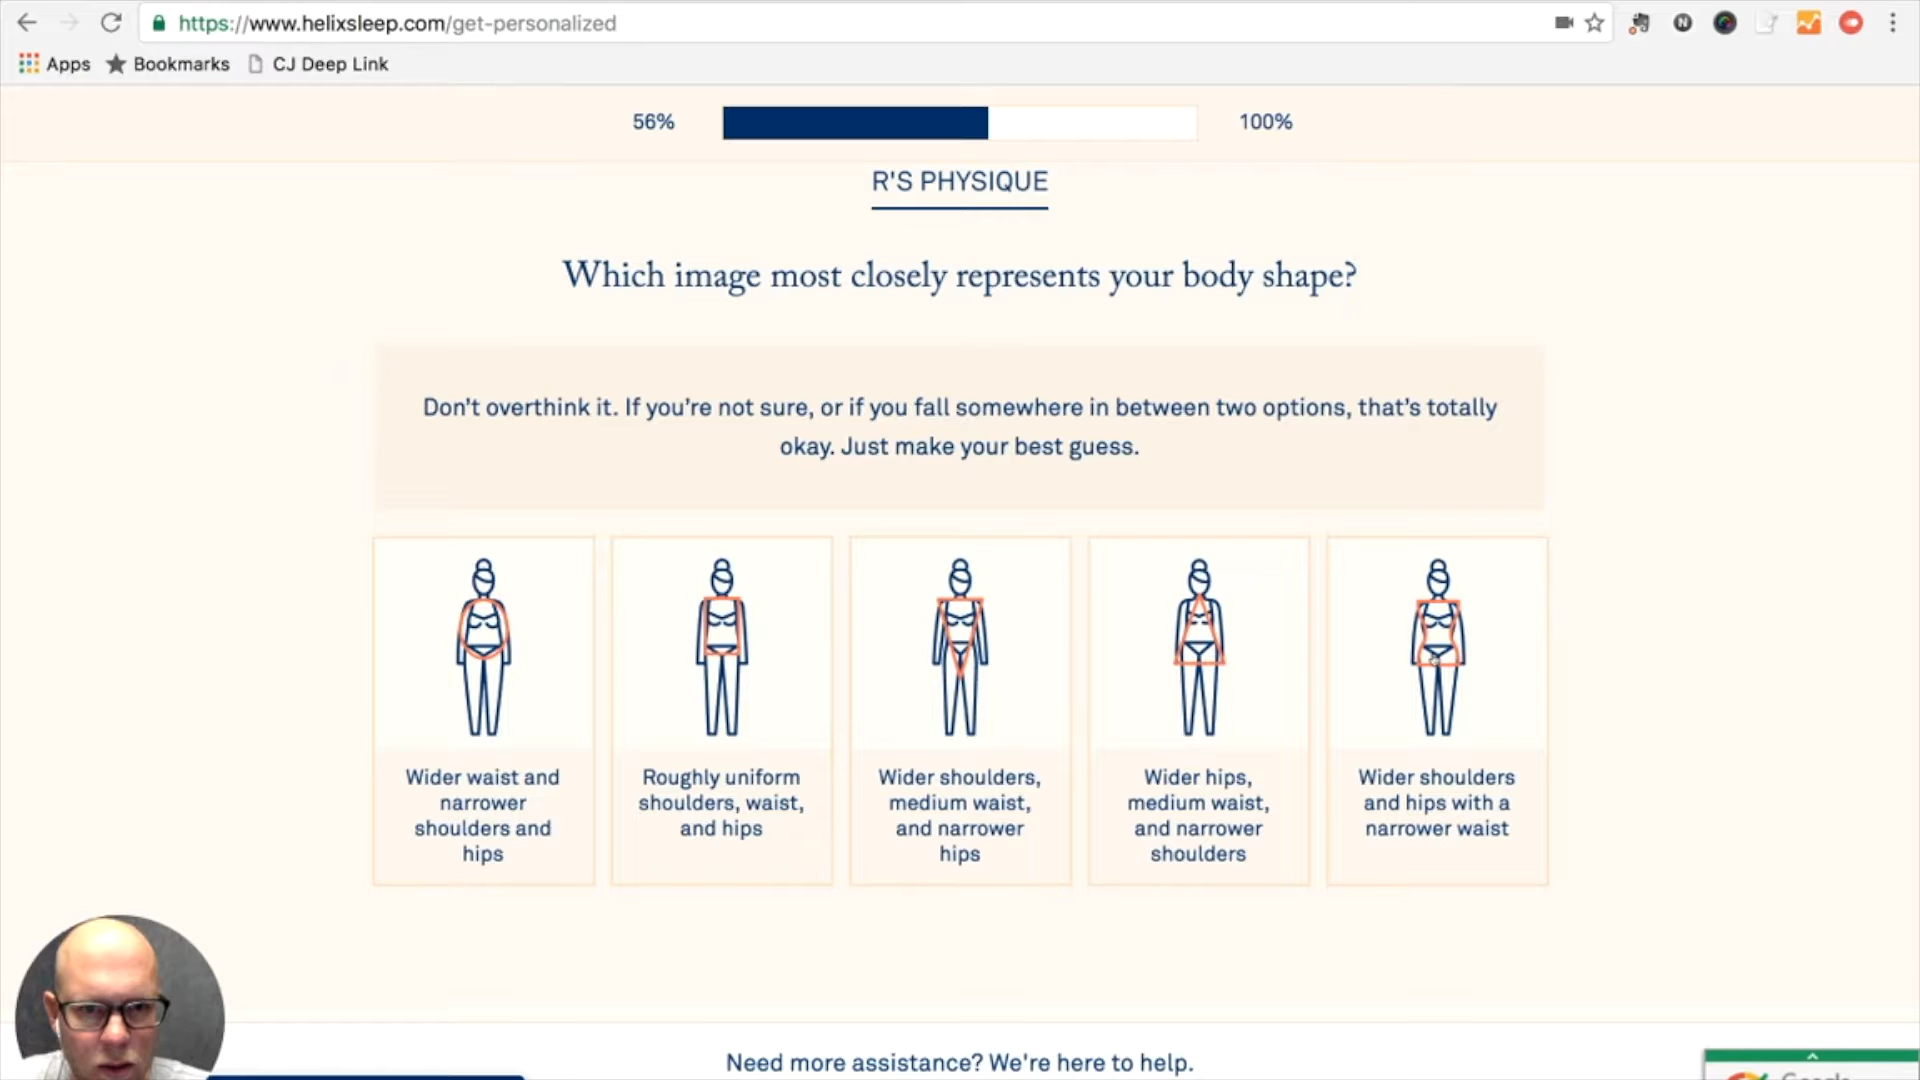 https://www.helixsleep.com/get-personalized
Apps Bookmarks CJ Deep Link
56% 100%
R'S PHYSIQUE
Which image most closely represents your body shape?
Don't overthink it. If you're not sure, or if you fall somewhere in between two options, that's totally
okay. Just make your best guess.
Wider waist and
narrower
shoulders and
hips
Roughly uniform
shoulders, waist,
and hips
Wider shoulders,
medium waist,
and narrower
hips
Wider hips,
medium waist,
and narrower
shoulders
Wider shoulders
and hips with a
narrower waist
Need more assistance? We're here to help.